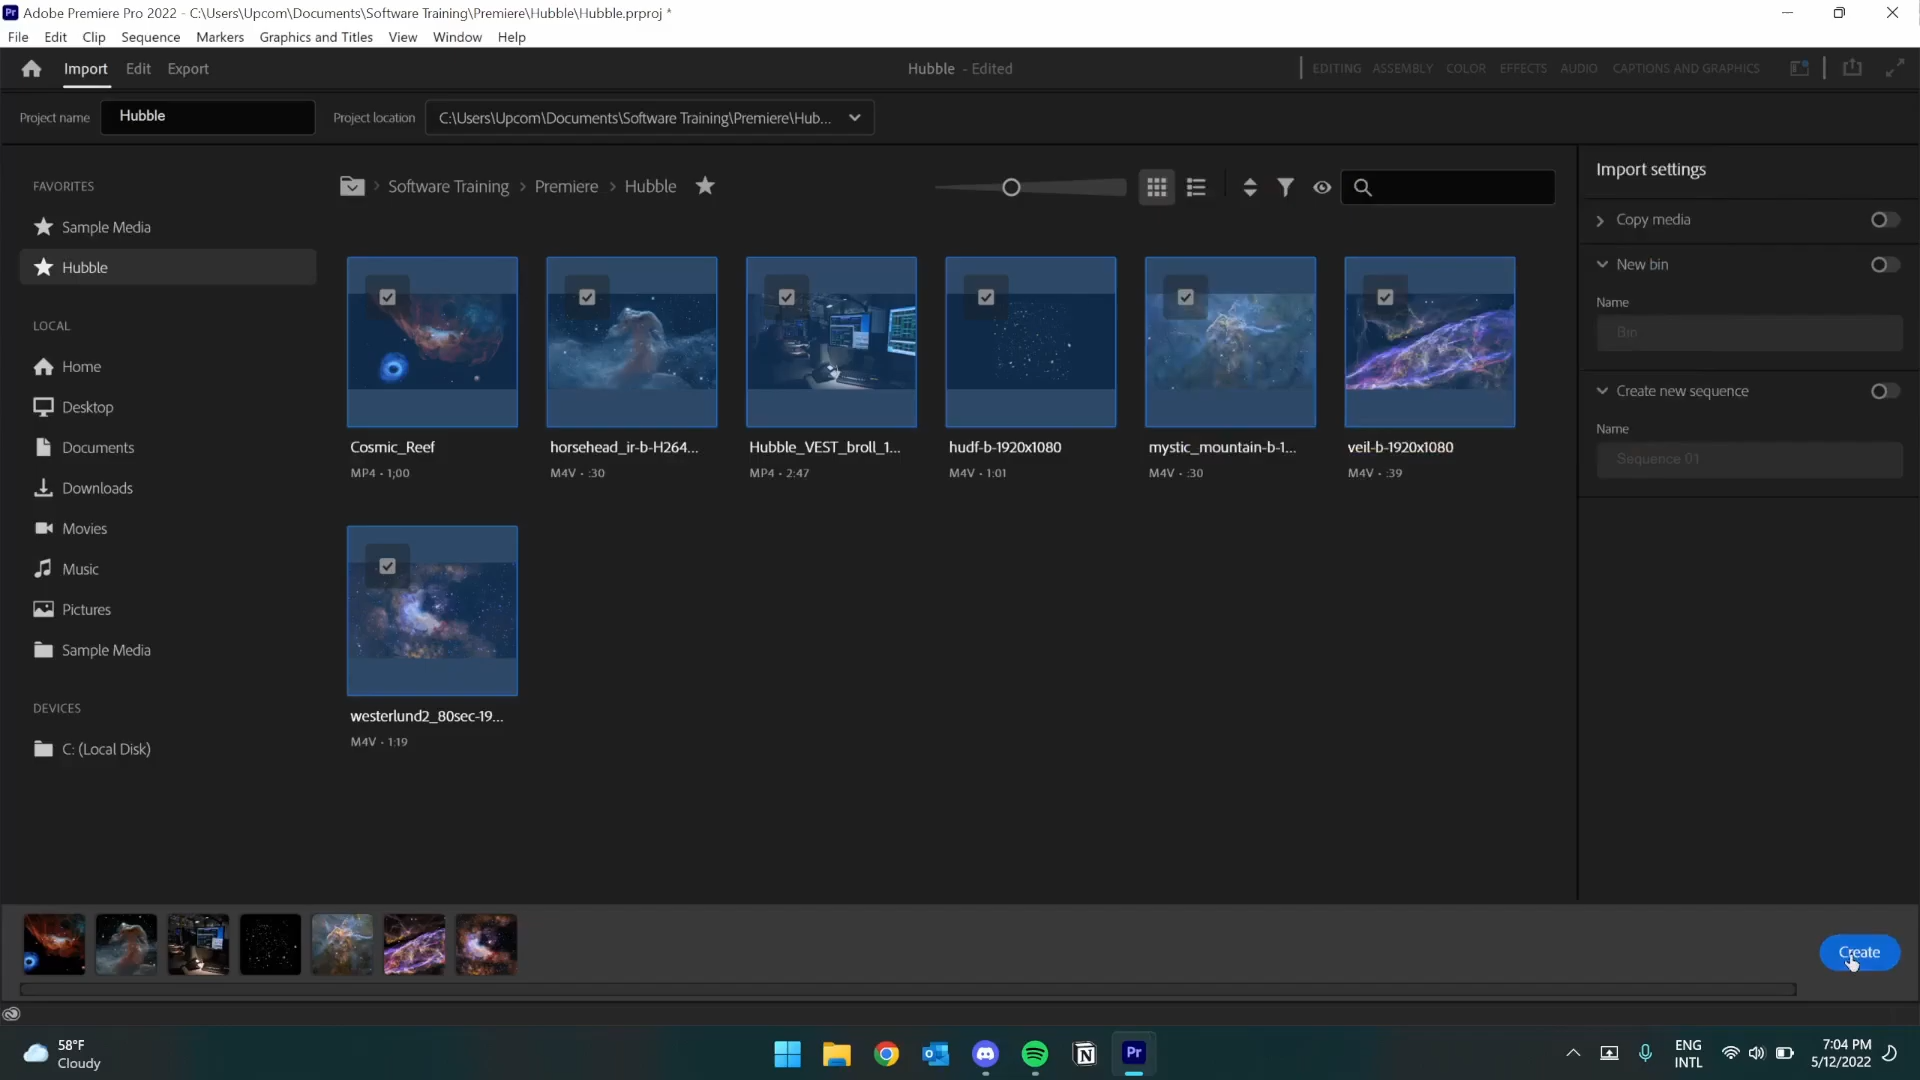 Adobe Premiere Pro 2022 - C:\Users\Upcom\Documents\Software Training\Premiere\Hubble\Hubble.prproj *
File Edit Clip Sequence Markers Graphics and Titles View Window Help
Import Edit Export
Hubble - Edited
EDITING ASSEMBLY COLOR EFFECTS AUDIO CAPTIONS AND GRAPHICS
Project name
Hubble
Project location
C:\Users\Upcom\Documents\Software Training\Premiere\Hub...
FAVORITES
Sample Media
Hubble
LOCAL
Home
Desktop
Documents
Downloads
Movies
Music
Pictures
Sample Media
DEVICES
C: (Local Disk)
Software Training > Premiere > Hubble
Cosmic_Reef
MP4 • 1;00
horsehead_ir-b-H264...
M4V • :30
Hubble_VEST_broll_1...
MP4 • 2:47
hudf-b-1920x1080
M4V • 1:01
mystic_mountain-b-1...
M4V • :30
veil-b-1920x1080
M4V • :39
westerlund2_80sec-19...
M4V • 1:19
Import settings
Copy media
New bin
Name
Bin
Create new sequence
Name
Sequence 01
Create
58°F
Cloudy
ENG
INTL
7:04 PM
5/12/2022